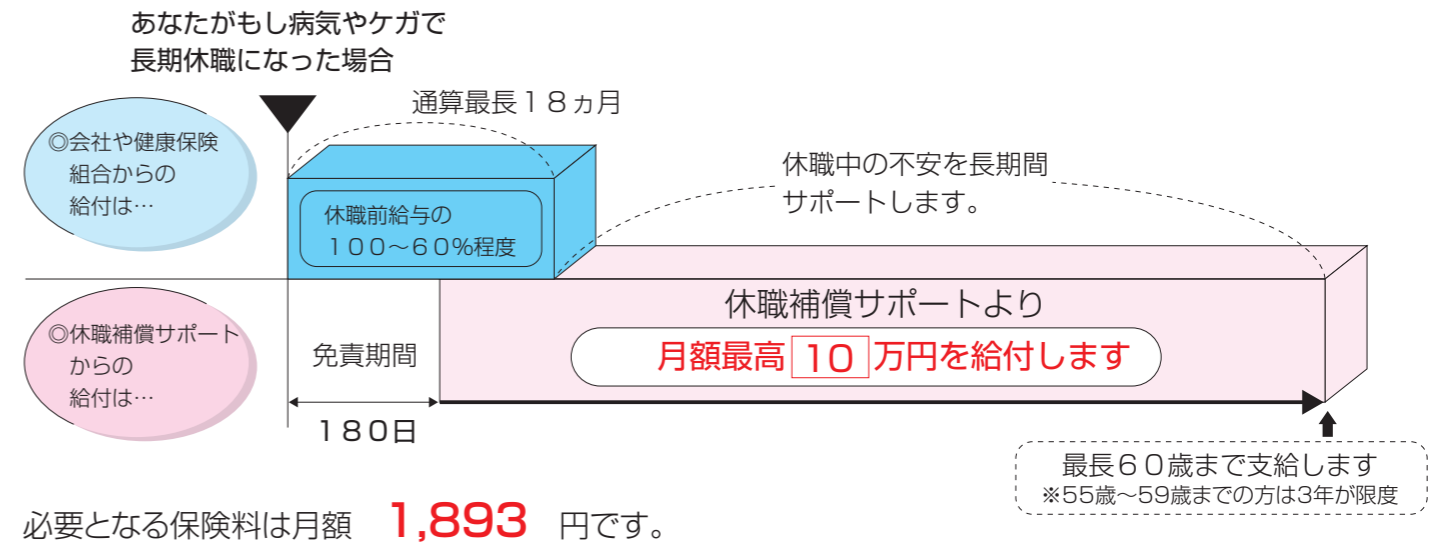 あなたがもし病気やケガで
長期休職になった場合
通算最長１８ヵ月
◎会社や健康保険
組合からの
給付は…
休職前給与の
１００～６０%程度
休職中の不安を長期間
サポートします。
◎休職補償サポート
からの
給付は…
免責期間
１８０日
休職補償サポートより
月額最高 10 万円を給付します
最長６０歳まで支給します
※55歳～59歳までの方は3年が限度
必要となる保険料は月額 1,893 円です。